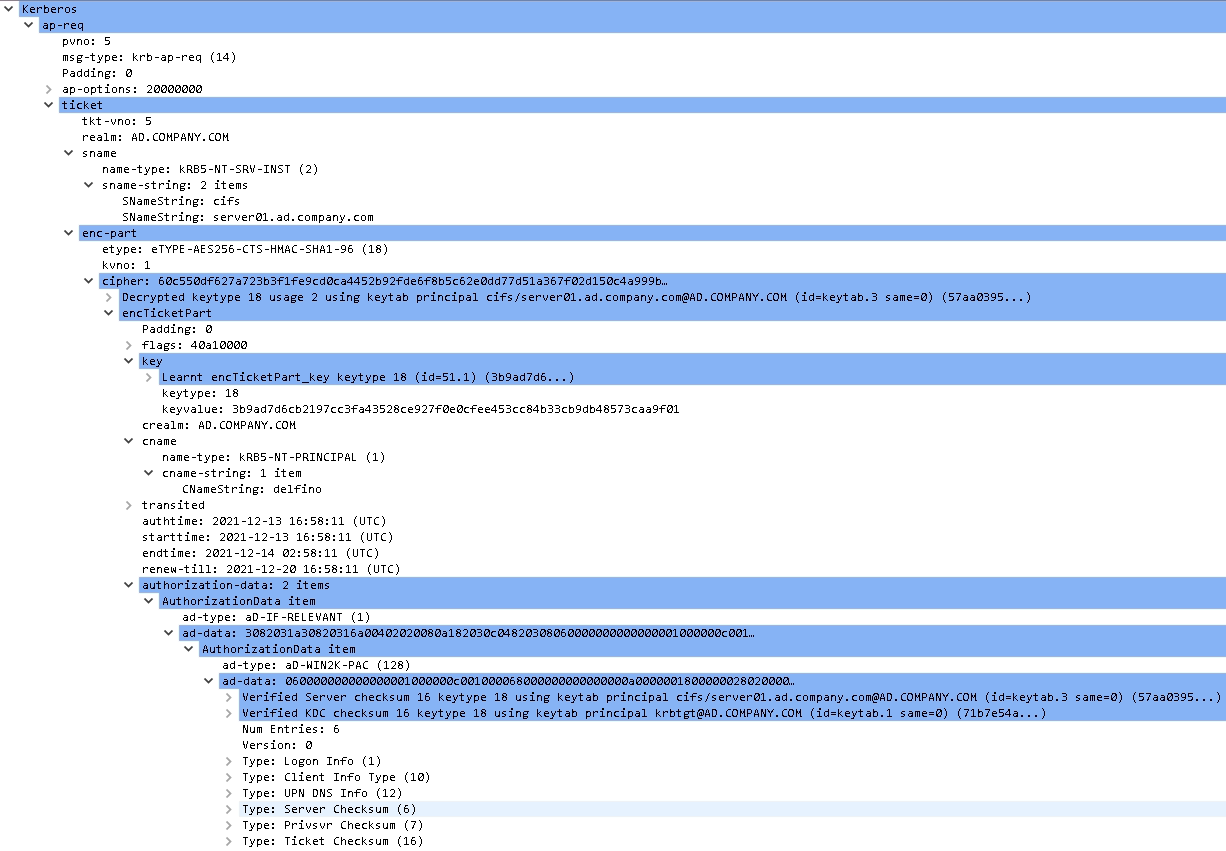 Kerberos
ap-req
pvno: 5
msg-type: krb-ap-req (14)
Padding: 0
ap-options: 20000000
ticket
tkt-vno: 5
realm: AD.COMPANY.COM
sname
name-type: kRB5-NT-SRV-INST (2)
sname-string: 2 items
SNameString: cifs
SNameString: server01.ad.company.com
enc-part
etype: eTYPE-AES256-CTS-HMAC-SHA1-96 (18)
kvno: 1
cipher: 60c550df627a723b3f1fe9cd0ca4452b92fde6f8b5c62e0dd77d51a367f02d150c4a999b…
Decrypted keytype 18 usage 2 using keytab principal cifs/server01.ad.company.com@AD.COMPANY.COM (id=keytab.3 same=0) (57aa0395...)
encTicketPart
Padding: 0
flags: 40a10000
key
Learnt encTicketPart_key keytype 18 (id=51.1) (3b9ad7d6...)
keytype: 18
keyvalue: 3b9ad7d6cb2197cc3fa43528ce927f0e0cfee453cc84b33cb9db48573caa9f01
crealm: AD.COMPANY.COM
cname
name-type: kRB5-NT-PRINCIPAL (1)
cname-string: 1 item
CNameString: delfino
transited
authtime: 2021-12-13 16:58:11 (UTC)
starttime: 2021-12-13 16:58:11 (UTC)
endtime: 2021-12-14 02:58:11 (UTC)
renew-till: 2021-12-20 16:58:11 (UTC)
authorization-data: 2 items
AuthorizationData item
ad-type: aD-IF-RELEVANT (1)
ad-data: 3082031a30820316a00402020080a182030c048203080600000000000000010000000c001…
AuthorizationData item
ad-type: aD-WIN2K-PAC (128)
ad-data: 0600000000000000010000000c001000068000000000000000a0000001800000028020000…
Verified Server checksum 16 keytype 18 using keytab principal cifs/server01.ad.company.com@AD.COMPANY.COM (id=keytab.3 same=0) (57aa0395...)
Verified KDC checksum 16 keytype 18 using keytab principal krbtgt@AD.COMPANY.COM (id=keytab.1 same=0) (71b7e54a...)
Num Entries: 6
Version: 0
Type: Logon Info (1)
Type: Client Info Type (10)
Type: UPN DNS Info (12)
Type: Server Checksum (6)
Type: Privsvr Checksum (7)
Type: Ticket Checksum (16)